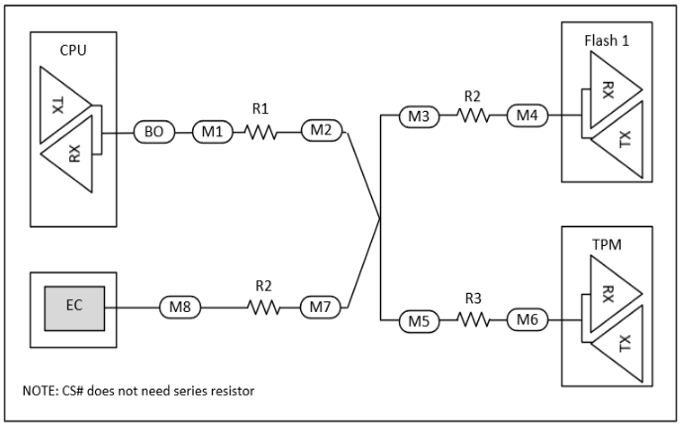 CPU
TX
RX
BO
M1
R1
M2
M3
R2
M4
Flash 1
RX
TX
EC
M8
R2
M7
M5
R3
M6
TPM
RX
TX
NOTE: CS# does not need series resistor